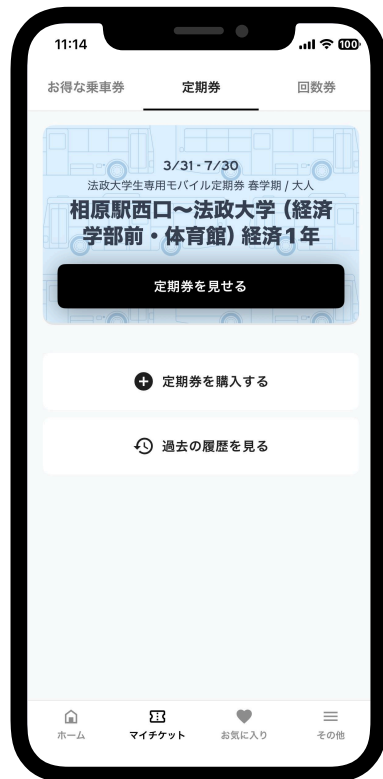 11:14
100
お得な乗車券
定期券
回数券
3/31 - 7/30
法政大学生専用モバイル定期券 春学期 / 大人
相原駅西口〜法政大学（経済
学部前・体育館）経済1年
定期券を見せる
定期券を購入する
過去の履歴を見る
ホーム
マイチケット
お気に入り
その他